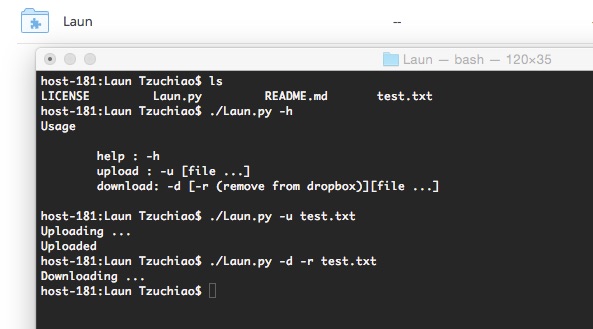 Laun --
Laun — bash — 120×35
host-181:Laun Tzuchiao$ ls
LICENSE Laun.py README.md test.txt
host-181:Laun Tzuchiao$ ./Laun.py -h
Usage
help : -h
upload : -u [file ...]
download: -d [-r (remove from dropbox)][file ...]
host-181:Laun Tzuchiao$ ./Laun.py -u test.txt
Uploading ...
Uploaded
host-181:Laun Tzuchiao$ ./Laun.py -d -r test.txt
Downloading ...
host-181:Laun Tzuchiao$